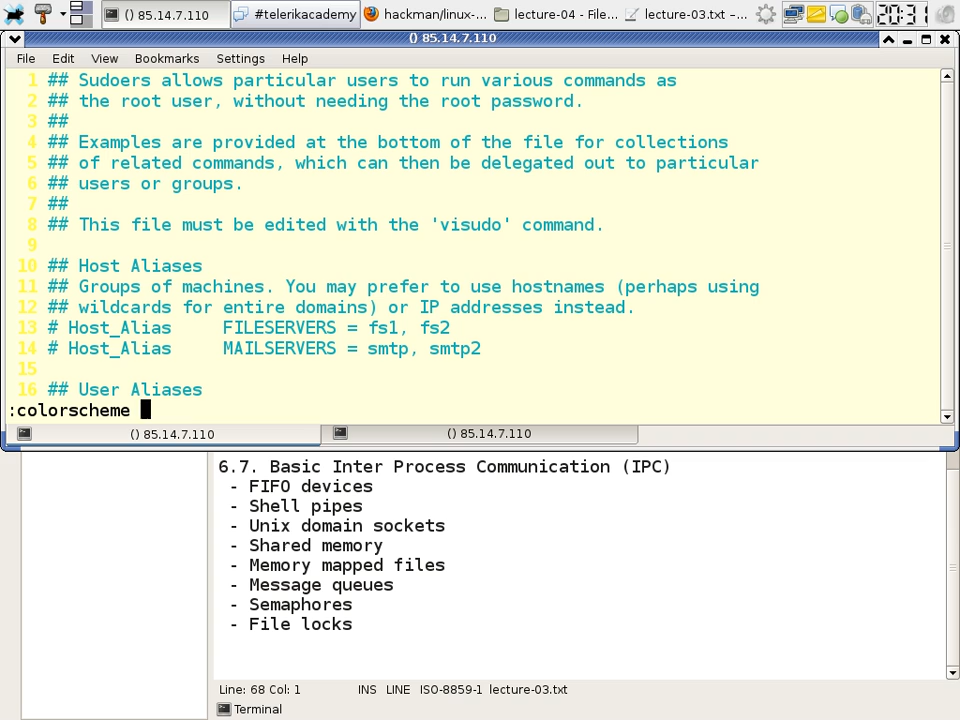 () 85.14.7.110
#telerikacademy
hackman/linux-...
lecture-04 - File...
lecture-03.txt –...
20:31
() 85.14.7.110
File Edit View Bookmarks Settings Help
1 ## Sudoers allows particular users to run various commands as
2 ## the root user, without needing the root password.
3 ##
4 ## Examples are provided at the bottom of the file for collections
5 ## of related commands, which can then be delegated out to particular
6 ## users or groups.
7 ##
8 ## This file must be edited with the 'visudo' command.
9
10 ## Host Aliases
11 ## Groups of machines. You may prefer to use hostnames (perhaps using
12 ## wildcards for entire domains) or IP addresses instead.
13 # Host_Alias     FILESERVERS = fs1, fs2
14 # Host_Alias     MAILSERVERS = smtp, smtp2
15
16 ## User Aliases
:colorscheme
() 85.14.7.110
() 85.14.7.110
6.7. Basic Inter Process Communication (IPC)
- FIFO devices
- Shell pipes
- Unix domain sockets
- Shared memory
- Memory mapped files
- Message queues
- Semaphores
- File locks
Line: 68 Col: 1 INS LINE ISO-8859-1 lecture-03.txt
Terminal